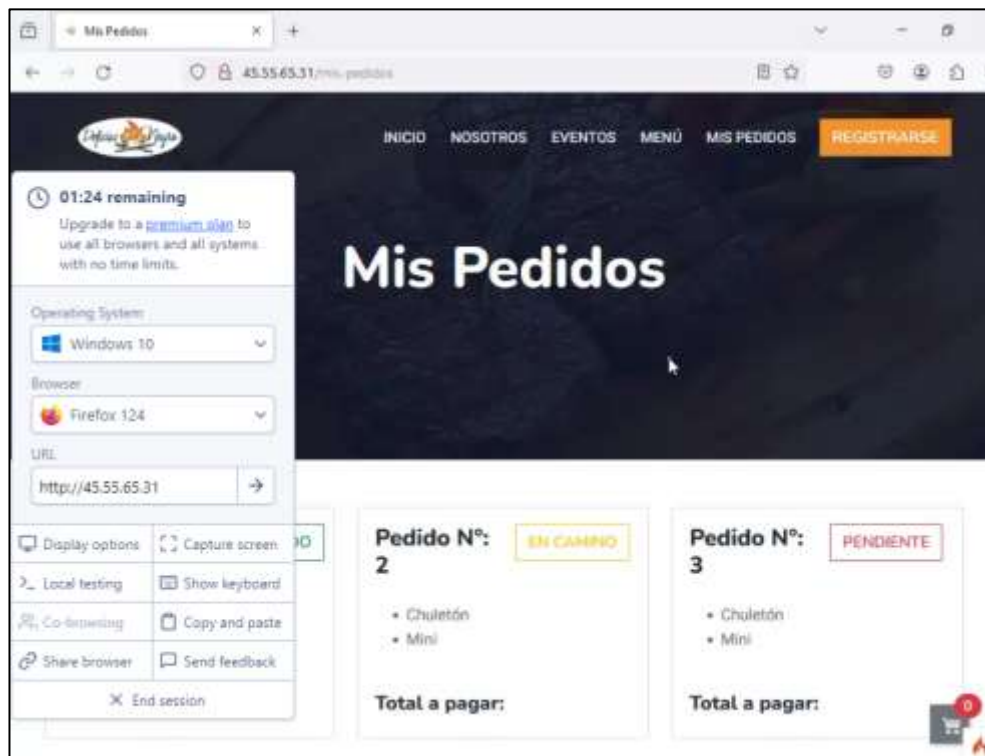 Mis Pedidos
45.55.65.31/mis-pedidos
INICIO NOSOTROS EVENTOS MENÚ MIS PEDIDOS REGISTRARSE
01:24 remaining
Upgrade to a premium plan to
use all browsers and all systems
with no time limits.
Mis Pedidos
Operating System
Windows 10
Browser
Firefox 124
URL
http://45.55.65.31
Display options Capture screen
Local testing Show keyboard
Co-browsing Copy and paste
Share browser Send feedback
End session
DO
Pedido N°:
2
EN CAMINO
Chuletón
Mini
Total a pagar:
Pedido N°:
3
PENDIENTE
Chuletón
Mini
Total a pagar:
0